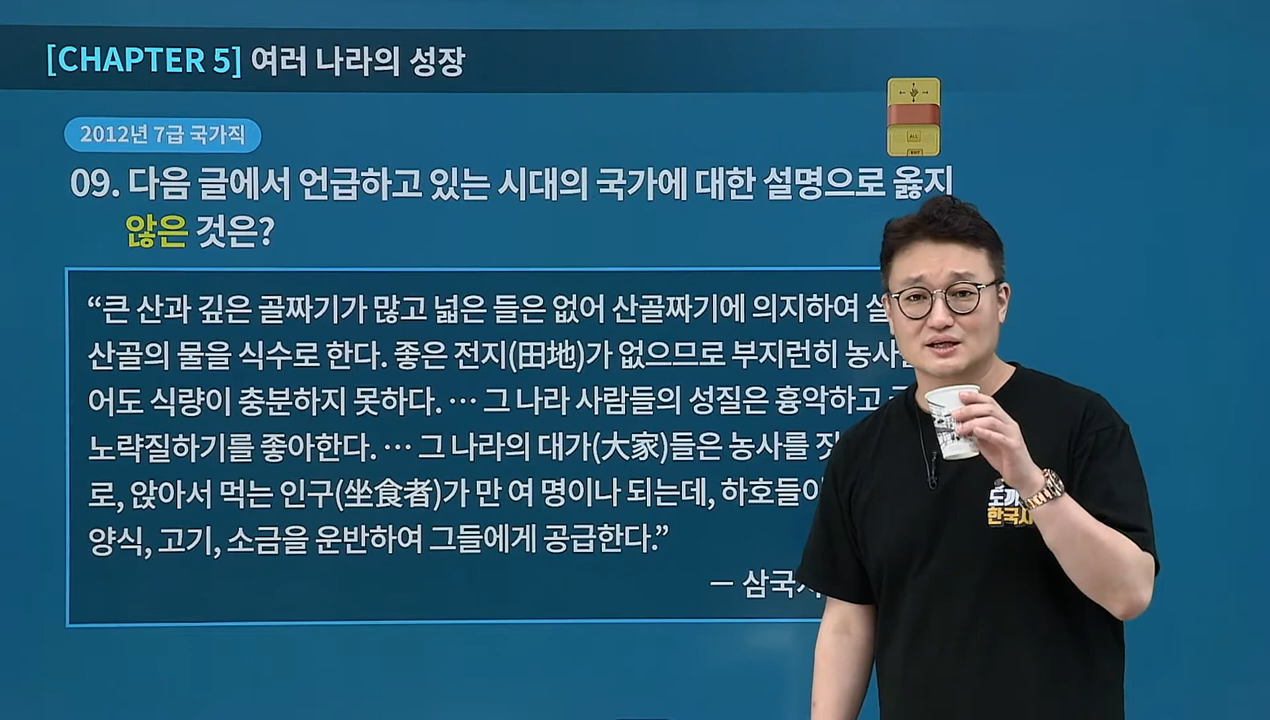 [CHAPTER 5] 여러 나라의 성장
2012년 7급 국가직
09. 다음 글에서 언급하고 있는 시대의 국가에 대한 설명으로 옳지
않은 것은?
“큰 산과 깊은 골짜기가 많고 넓은 들은 없어 산골짜기에 의지하여
산골의 물을 식수로 한다. 좋은 전지(田地)가 없으므로 부지런히
어도 식량이 충분하지 못하다. … 그 나라 사람들의 성질은 흉악하고
노략질하기를 좋아한다. … 그 나라의 대가(大家)들은 농사를
로, 앉아서 먹는 인구(坐食者)가 만 여 명이나 되는데,
양식, 고기, 소금을 운반하여 그들에게 공급한다.”
ALL
EXIT
한국사